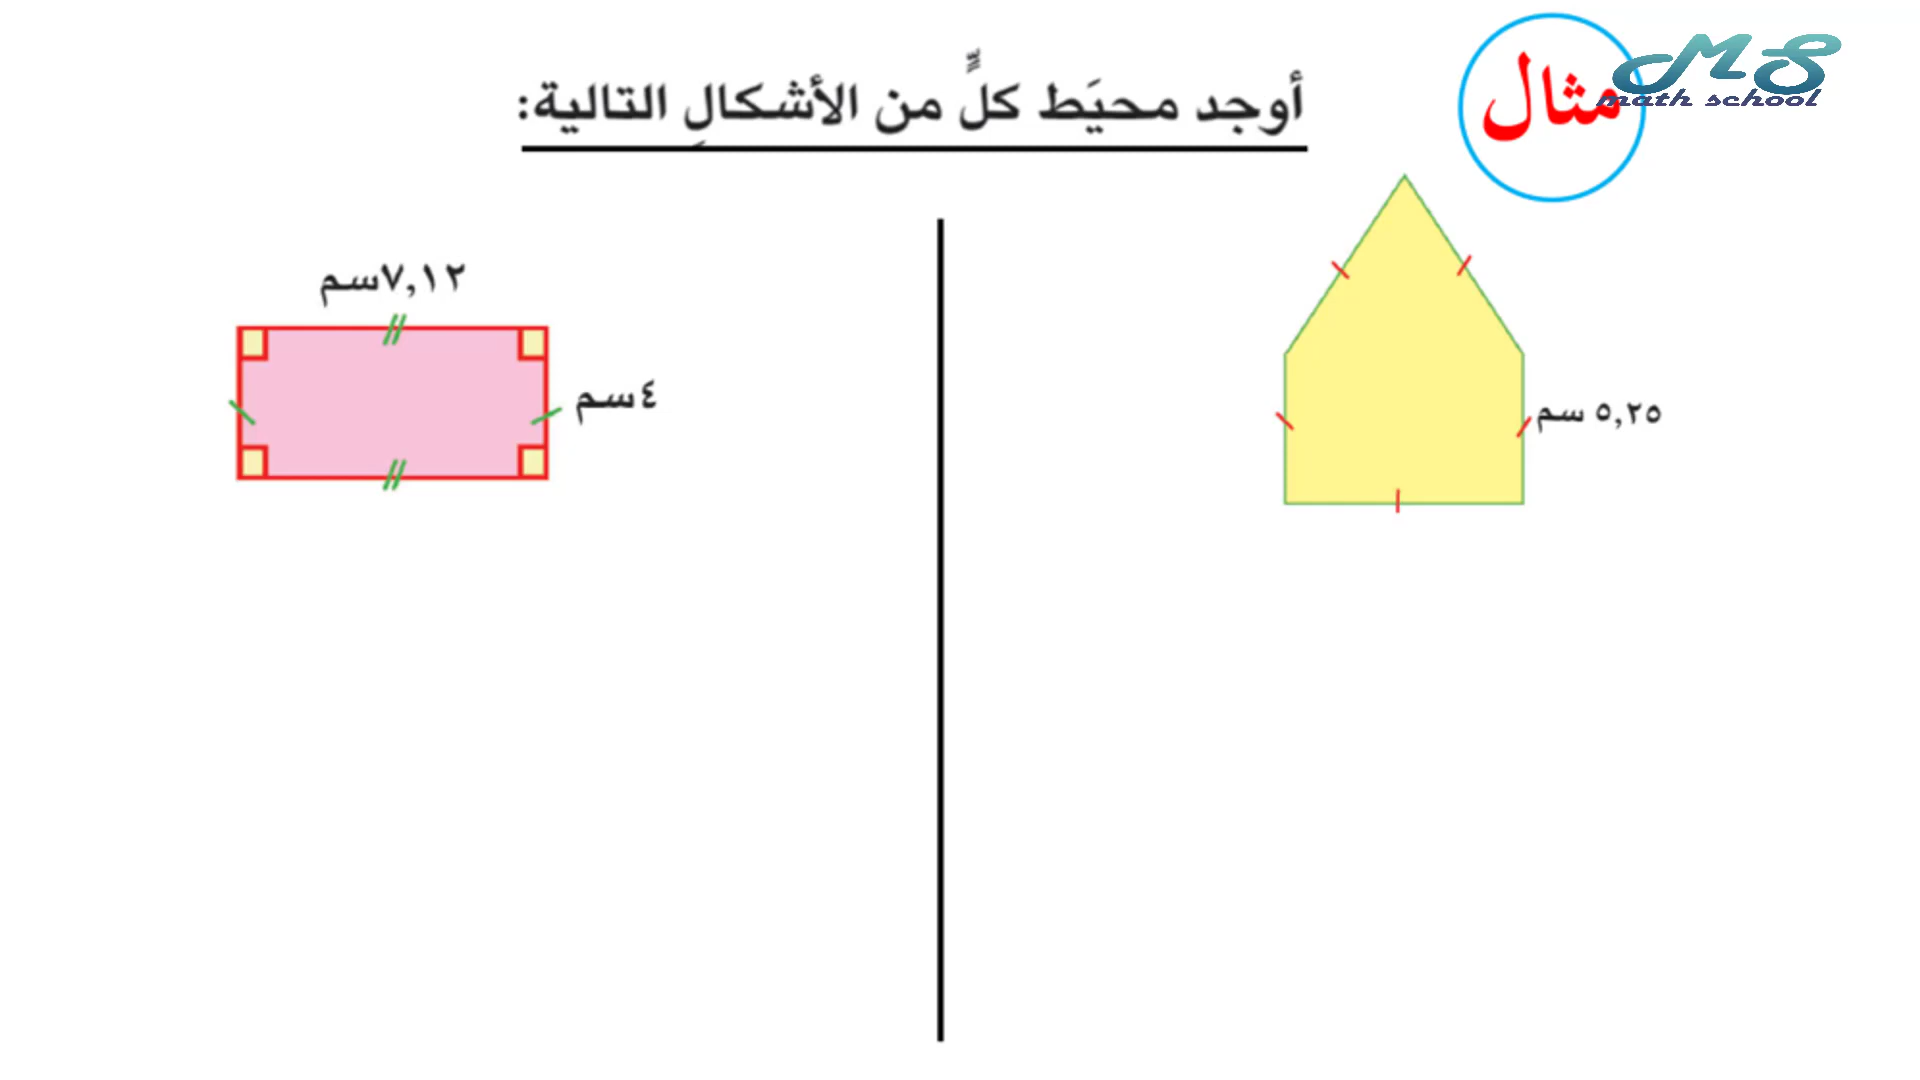 MS
math school
مثال
أوجد محيَط كلٍّ من الأشكالِ التالية:
٧,١٢سم
٤سم
٥,٢٥ سم